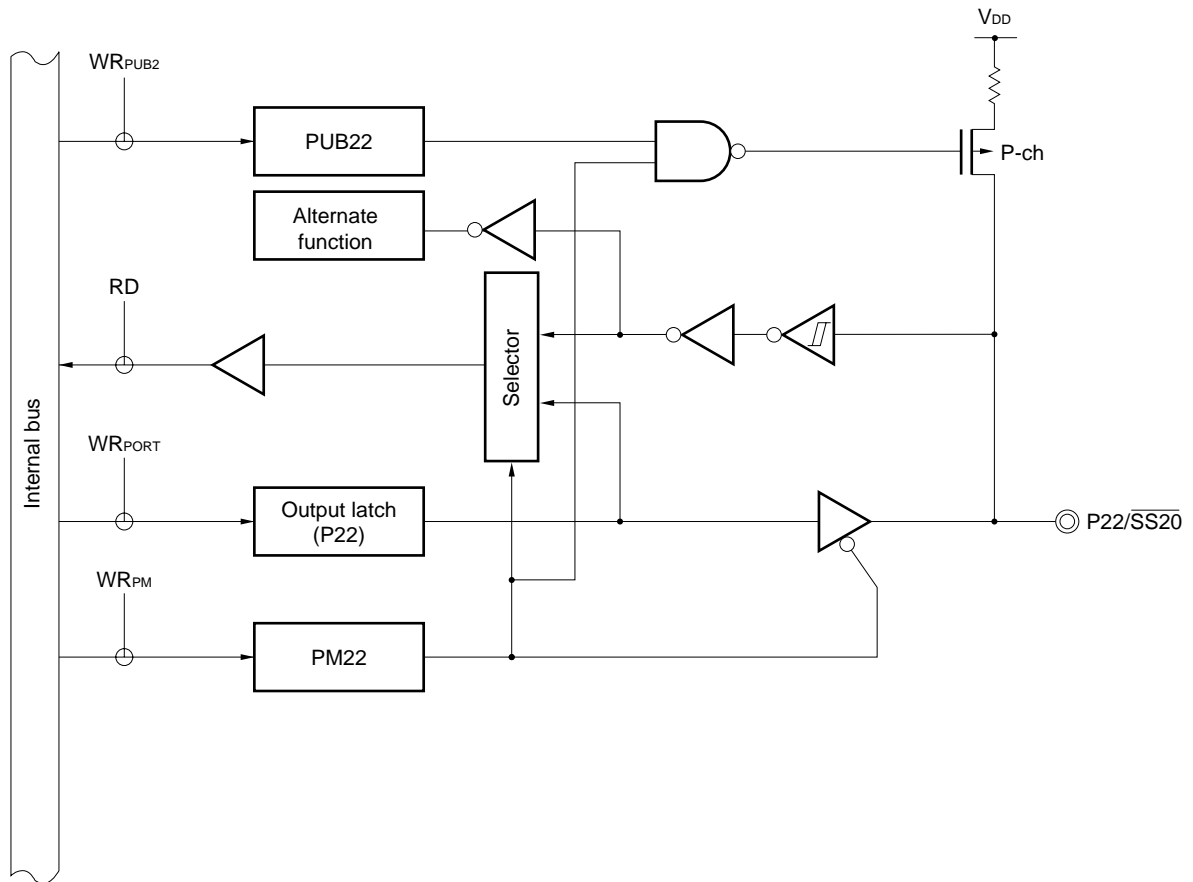 VDD
WRPUB2
PUB22
P-ch
Alternate
function
RD
Selector
Internal bus
WRPORT
Output latch
(P22)
P22/SS20
WRPM
PM22